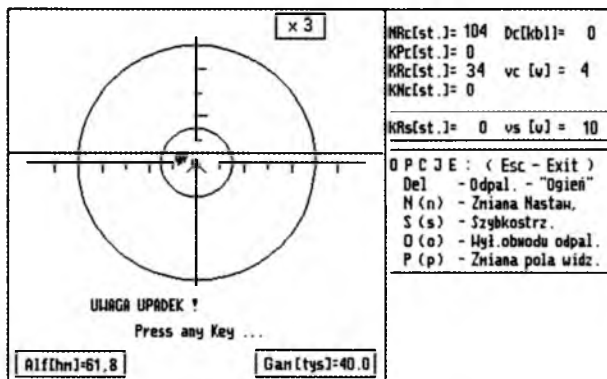 x 3
NRc[st.]= 104 Dc[kbl]= 0
KPc[st.]= 0
KRc[st.]= 34 vc [w] = 4
KNc[st.]= 0
KRs[st.]= 0 vs [w] = 10
O P C J E : ( Esc - Exit )
Del - Odpal. - "Ogień"
N (n) - Zmiana Nastaw,
S (s) - Szybkostrz.
O (o) - Wył.obwodu odpal.
P (p) - Zmiana pola widz.
UWAGA UPADEK !
Press any Key ...
Alf[hm]=61,8
Gam[tys]=40.0